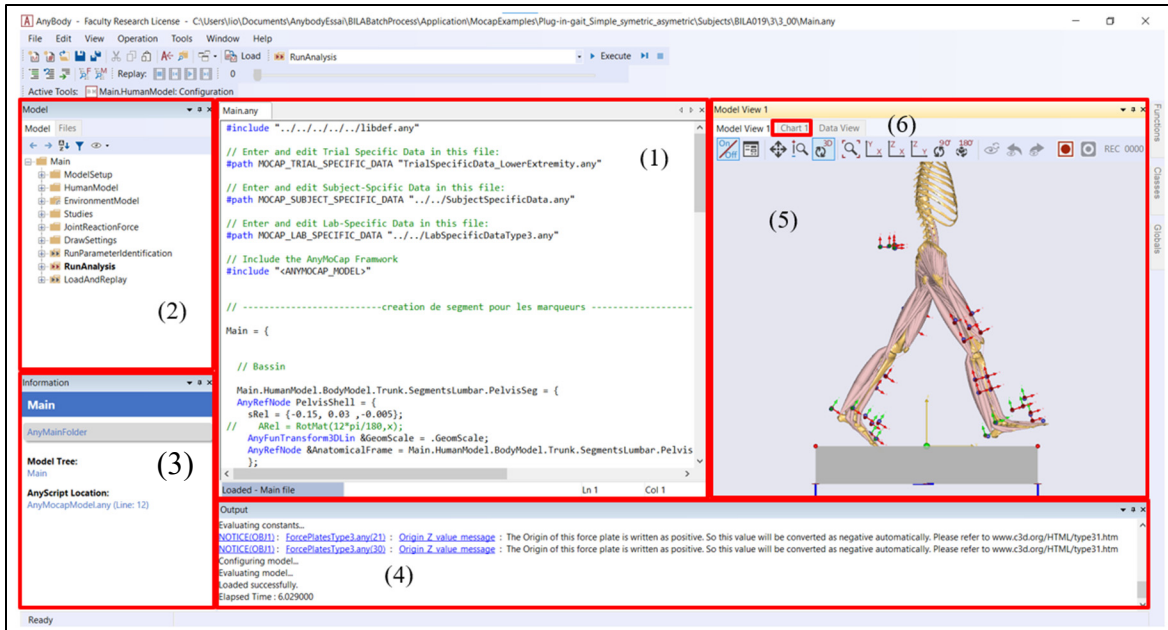 AnyBody - Faculty Research License - C:\Users\lio\Documents\AnybodyEssai\BILABatchProcess\Application\MocapExamples\Plug-in-gait_Simple_symetric_asymetric\Subjects\BILA019\3\3_00\Main.any
File Edit View Operation Tools Window Help
Load RunAnalysis Execute
Replay: 0
Active Tools: Main.HumanModel: Configuration
Model
Model Files
Main
ModelSetup
HumanModel
EnvironmentModel
Studies
JointReactionForce
DrawSettings
RunParameterIdentification
RunAnalysis
LoadAndReplay
(2)
Information
Main
AnyMainFolder
(3)
Model Tree:
Main
AnyScript Location:
AnyMocapModel.any (Line: 12)
Main.any
#include "../../../../../libdef.any"
(1)
// Enter and edit Trial Specific Data in this file:
#path MOCAP_TRIAL_SPECIFIC_DATA "TrialSpecificData_LowerExtremity.any"
// Enter and edit Subject-Spcific Data in this file:
#path MOCAP_SUBJECT_SPECIFIC_DATA "../../SubjectSpecificData.any"
// Enter and edit Lab-Specific Data in this file:
#path MOCAP_LAB_SPECIFIC_DATA "../../LabSpecificDataType3.any"
// Include the AnyMoCap Framwork
#include "<ANYMOCAP_MODEL>"
// -------------------------creation de segment pour les marqueurs ------------------
Main = {
// Bassin
Main.HumanModel.BodyModel.Trunk.SegmentsLumbar.PelvisSeg = {
AnyRefNode PelvisShell = {
sRel = {-0.15, 0.03 ,-0.005};
// ARel = RotMat(12*pi/180,x);
AnyFunTransform3DLin &GeomScale = .GeomScale;
AnyRefNode &AnatomicalFrame = Main.HumanModel.BodyModel.Trunk.SegmentsLumbar.Pelvis
};
Loaded - Main file Ln 1 Col 1
Model View 1
Model View 1 Chart 1 Data View (6)
On/Off 3D Y X Z X Z Y 90° 180° REC 0000
(5)
Functions
Classes
Globals
Output
Evaluating constants...
NOTICE(OBJ1) : ForcePlatesType3.any(21) : Origin Z value message : The Origin of this force plate is written as positive. So this value will be converted as negative automatically. Please refer to www.c3d.org/HTML/type31.htm
NOTICE(OBJ1) : ForcePlatesType3.any(30) : Origin Z value message : The Origin of this force plate is written as positive. So this value will be converted as negative automatically. Please refer to www.c3d.org/HTML/type31.htm
Configuring model...
Evaluating model...
(4)
Loaded successfully.
Elapsed Time : 6.029000
Ready